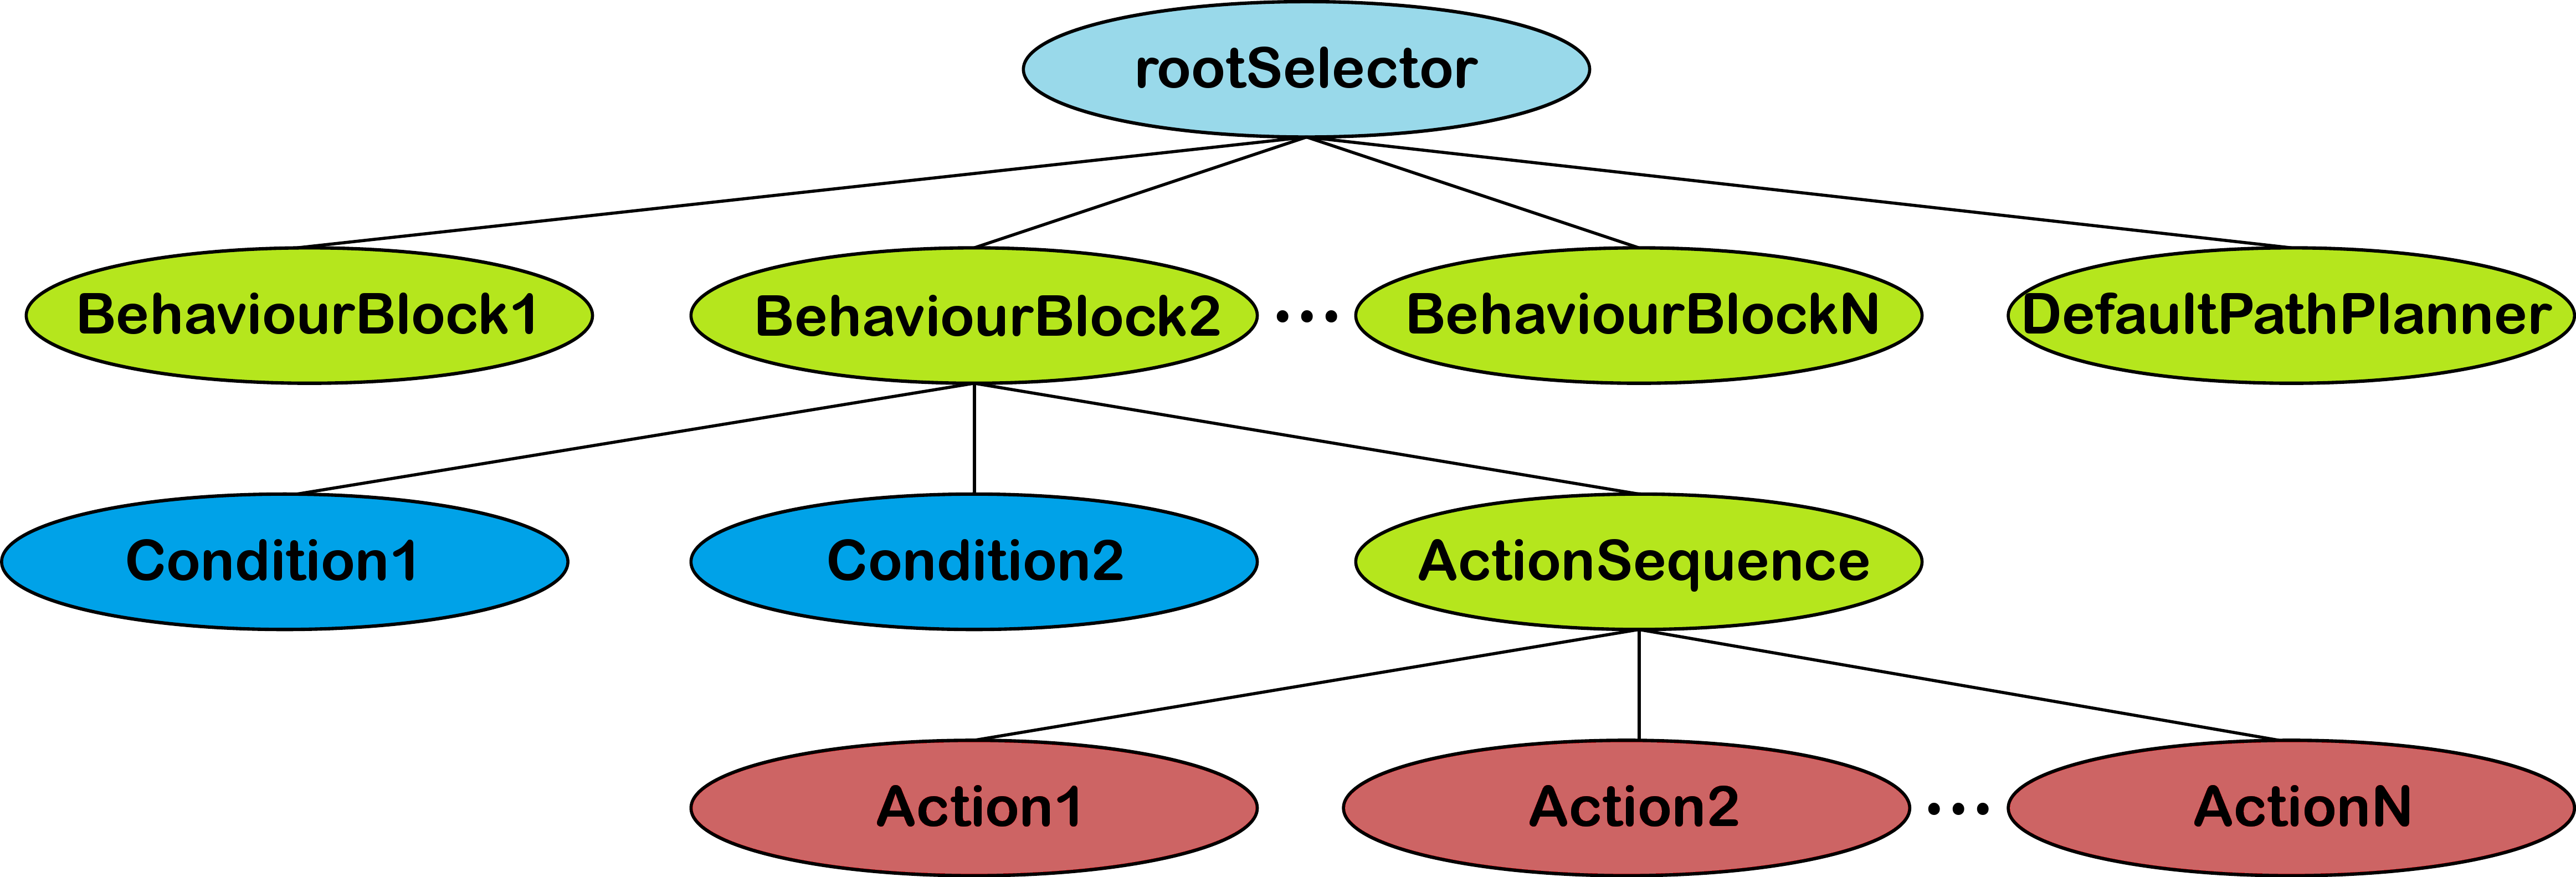 rootSelector
BehaviourBlock1
BehaviourBlock2
...
BehaviourBlockN
DefaultPathPlanner
Condition1
Condition2
ActionSequence
Action1
Action2
...
ActionN